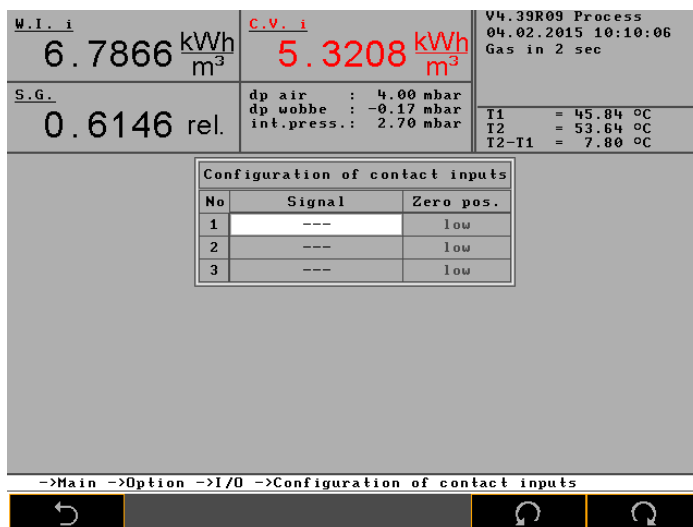 W.I. i
6.7866 kWh/m³
C.V. i
5.3208 kWh/m³
V4.39R09 Process
04.02.2015 10:10:06
Gas in 2 sec
S.G.
0.6146 rel.
dp air : 4.00 mbar
dp wobbe : -0.17 mbar
int.press.: 2.70 mbar
T1 = 45.84 ºC
T2 = 53.64 ºC
T2-T1 = 7.80 ºC
Configuration of contact inputs
No Signal Zero pos.
1 --- low
2 --- low
3 --- low
->Main ->Option ->I/O ->Configuration of contact inputs